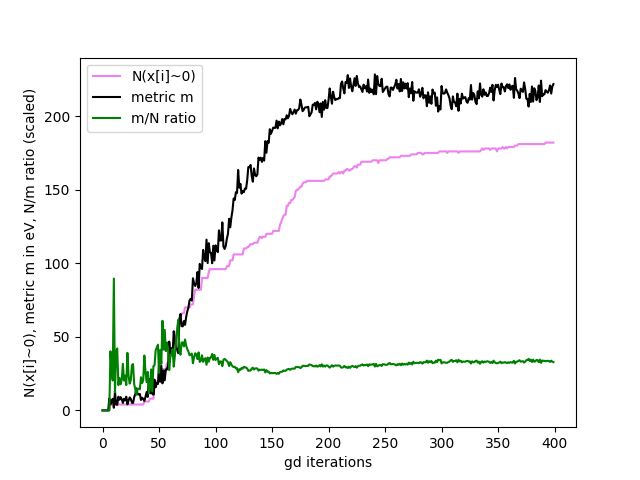 N(x[i]~0)
metric m
m/N ratio
N(x[i]~0), metric m in eV, N/m ratio (scaled)
200
150
100
50
0
0 50 100 150 200 250 300 350 400
gd iterations